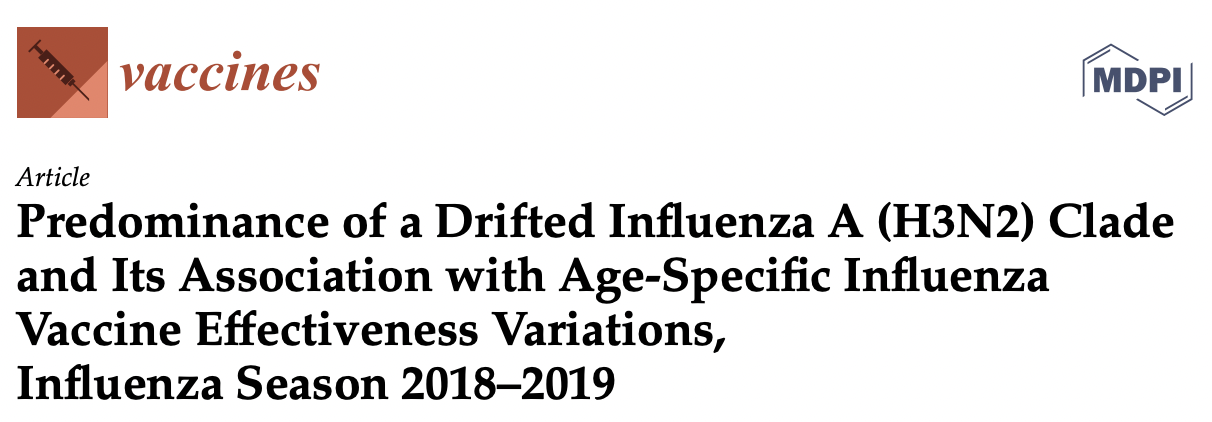 vaccines
MDPI
Article
Predominance of a Drifted Influenza A (H3N2) Clade
and Its Association with Age-Specific Influenza
Vaccine Effectiveness Variations,
Influenza Season 2018–2019